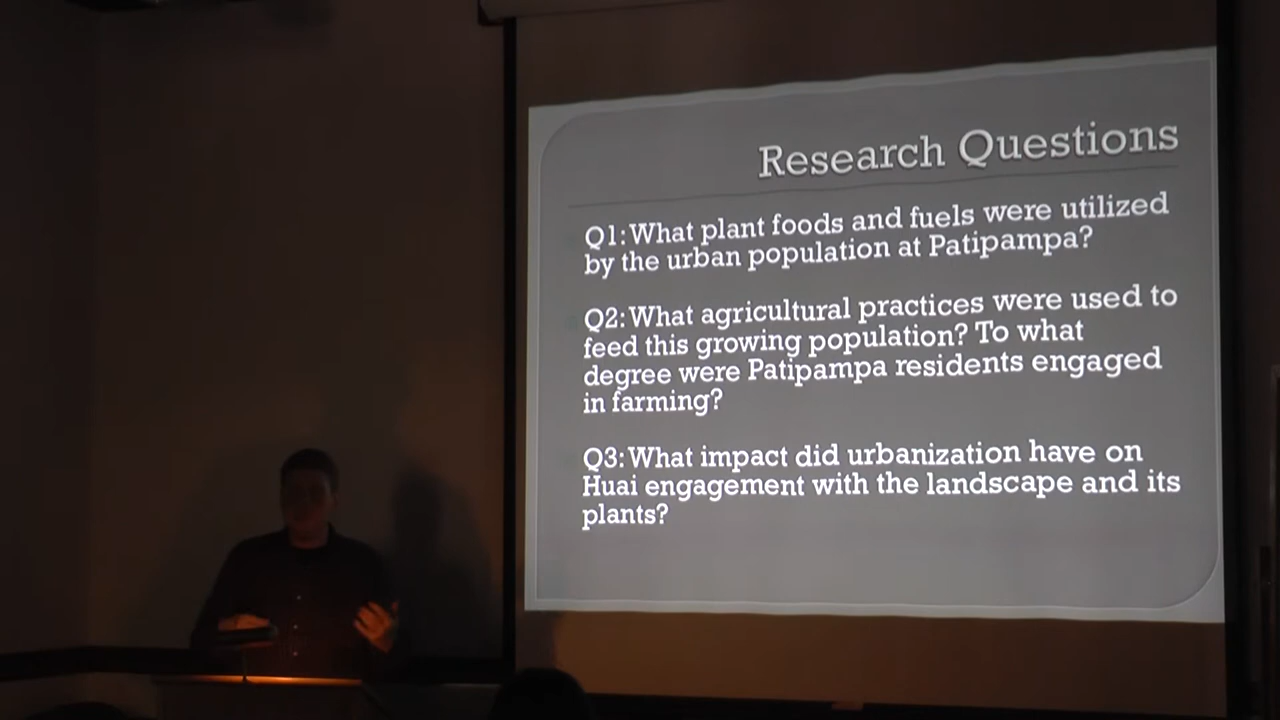 Research Questions
Q1: What plant foods and fuels were utilized
by the urban population at Patipampa?
Q2: What agricultural practices were used to
feed this growing population? To what
degree were Patipampa residents engaged
in farming?
Q3: What impact did urbanization have on
Huai engagement with the landscape and its
plants?